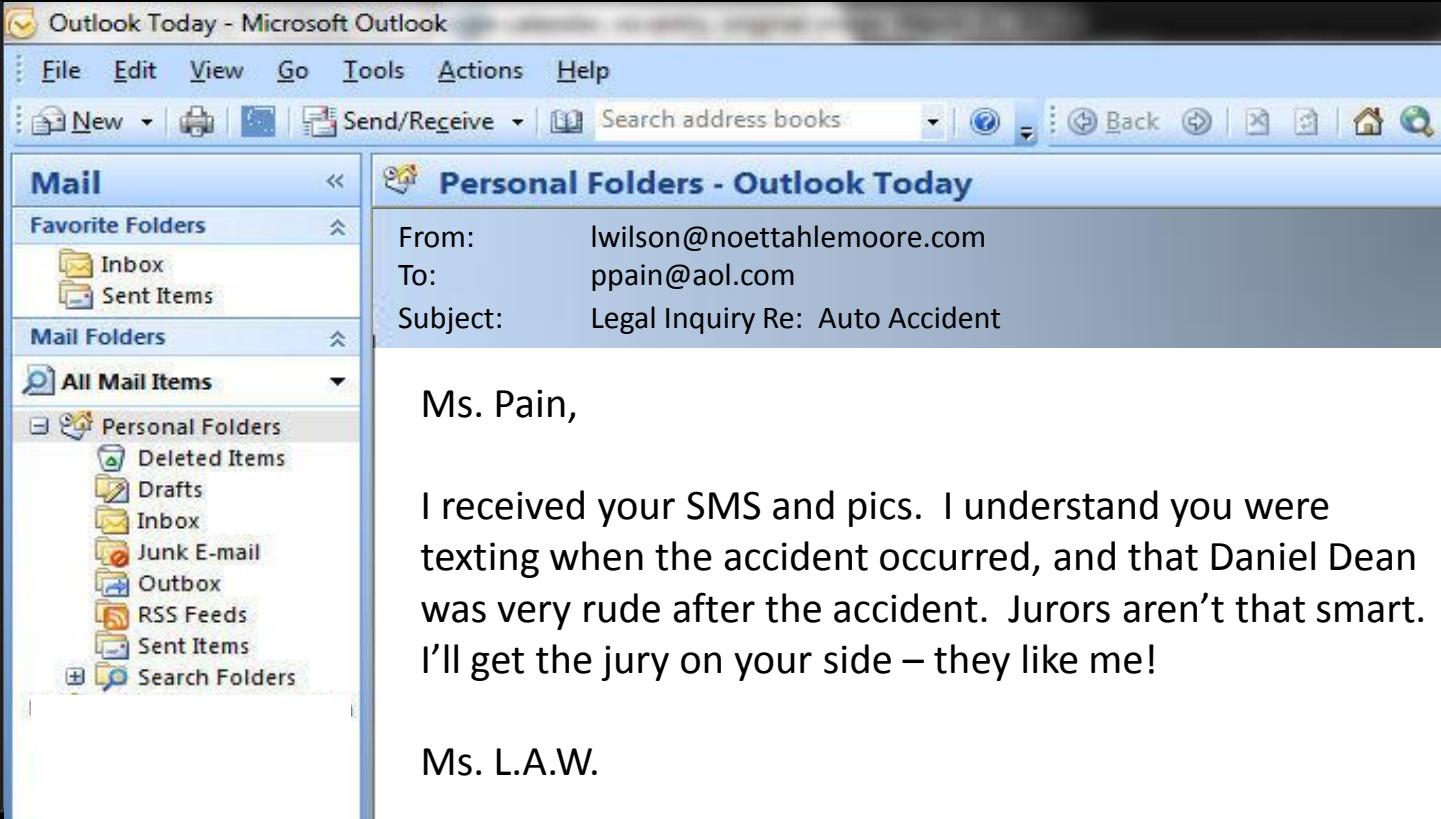 Outlook Today - Microsoft Outlook
File Edit View Go Tools Actions Help
New Send/Receive Search address books Back
Mail «
Favorite Folders
Inbox
Sent Items
Mail Folders
All Mail Items
Personal Folders
Deleted Items
Drafts
Inbox
Junk E-mail
Outbox
RSS Feeds
Sent Items
Search Folders
Personal Folders - Outlook Today
From: lwilson@noettahlemoore.com
To: ppain@aol.com
Subject: Legal Inquiry Re: Auto Accident
Ms. Pain,
I received your SMS and pics. I understand you were
texting when the accident occurred, and that Daniel Dean
was very rude after the accident. Jurors aren’t that smart.
I’ll get the jury on your side – they like me!
Ms. L.A.W.